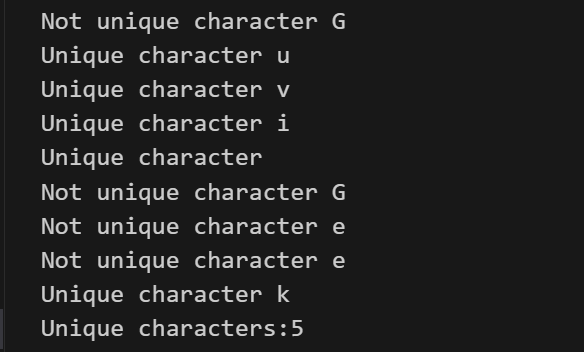 Not unique character G
Unique character u
Unique character v
Unique character i
Unique character
Not unique character G
Not unique character e
Not unique character e
Unique character k
Unique characters:5